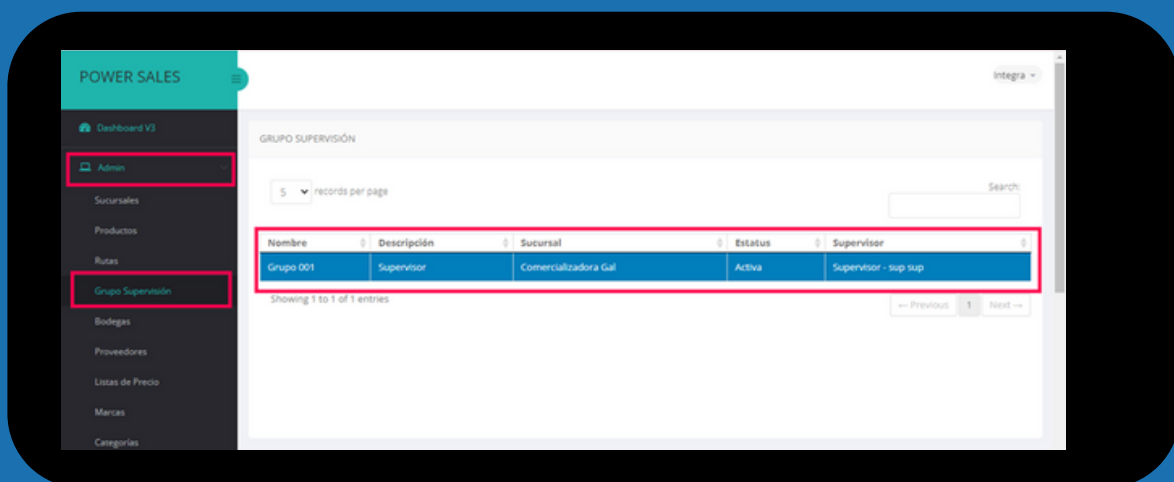 POWER SALES
Integra
Dashboard V3
Admin
Sucursales
Productos
Rutas
Grupo Supervisión
Bodegas
Proveedores
Listas de Precio
Marcas
Categorías
GRUPO SUPERVISIÓN
5 records per page
Search:
Nombre Descripción Sucursal Estatus Supervisor
Grupo 001 Supervisor Comercializadora Gal Activa Supervisor - sup sup
Showing 1 to 1 of 1 entries
← Previous 1 Next →